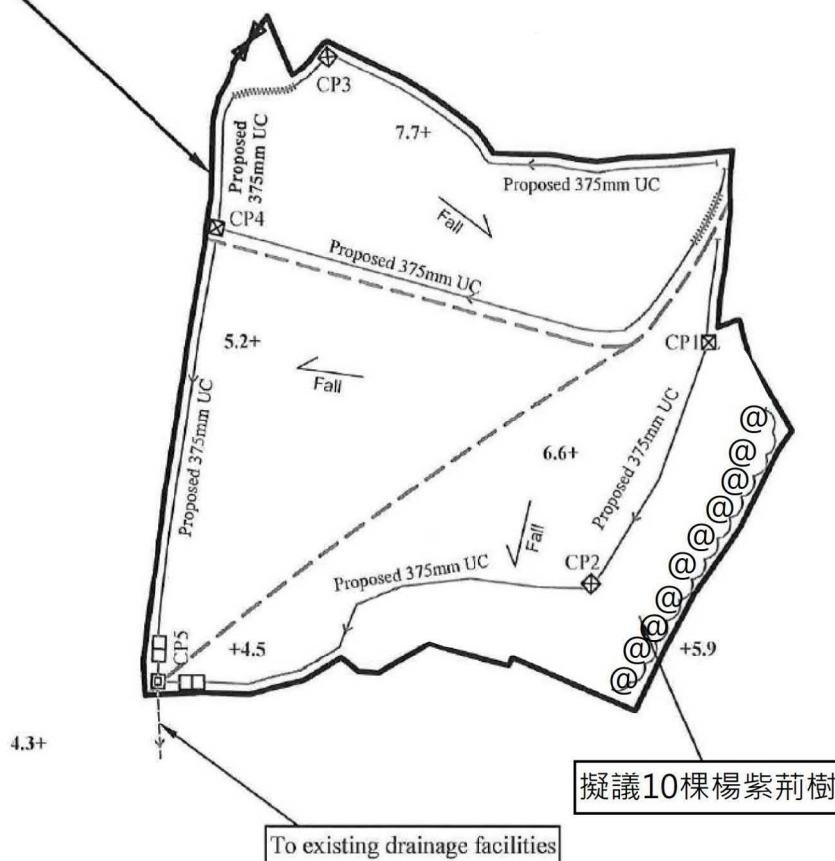 CP3
7.7+
Proposed
375mm UC
Proposed 375mm UC
Fall
CP4
Proposed 375mm UC
5.2+
CP1
Fall
Proposed 375mm UC
6.6+
Proposed 375mm UC
@
@
@
@
@
@
@
@
@
@
Fall
Proposed 375mm UC
CP2
CP5
+4.5
+5.9
4.3+
擬議10棵楊紫荊樹
To existing drainage facilities